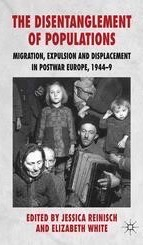 THE DISENTANGLEMENT
OF POPULATIONS
MIGRATION, EXPULSION AND DISPLACEMENT
IN POSTWAR EUROPE, 1944–9
EDITED BY JESSICA REINISCH
AND ELIZABETH WHITE